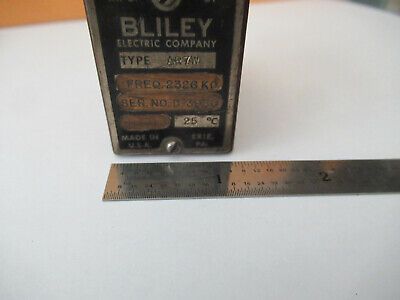 BLILEY
ELECTRIC COMPANY
TYPE
FREQ. 2326 KC
SER. NO. D
25 °C
MADE IN ERIE,
U.S.A. PA.
1 2